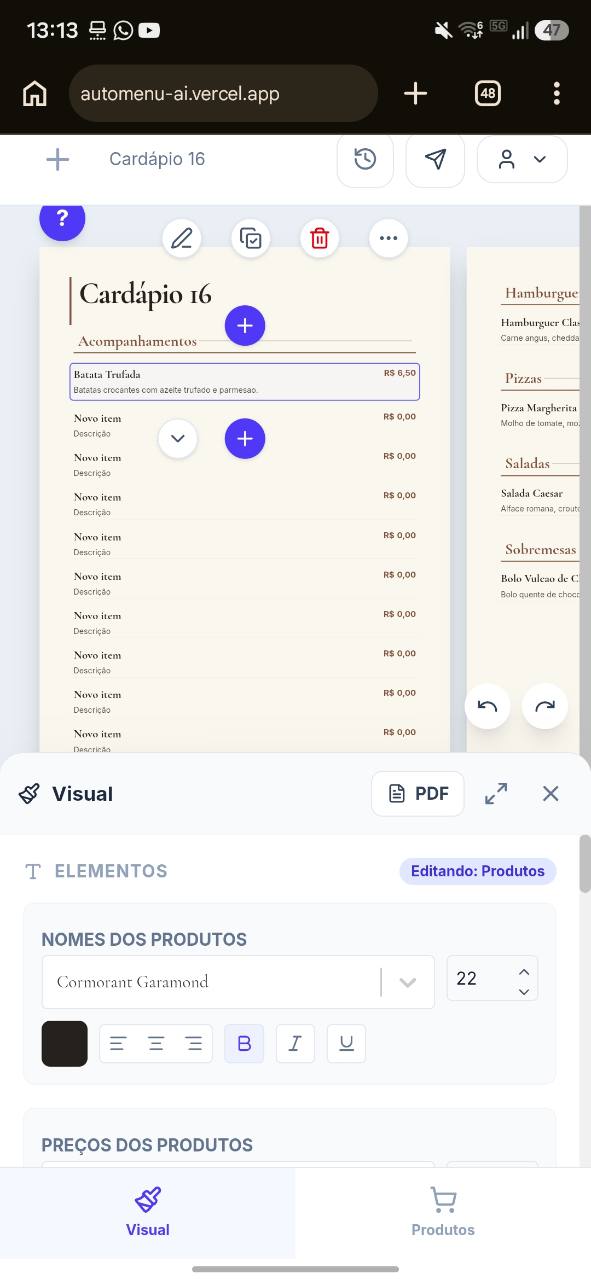 13:13
6
5G
47
automenu-ai.vercel.app
48
Cardápio 16
?
Cardápio 16
Acompanhamentos
Batata Trufada R$ 6,50
Batatas crocantes com azeite trufado e parmesao.
Novo item R$ 0,00
Descrição
Novo item R$ 0,00
Descrição
Novo item R$ 0,00
Descrição
Novo item R$ 0,00
Descrição
Novo item R$ 0,00
Descrição
Novo item R$ 0,00
Descrição
Novo item R$ 0,00
Descrição
Novo item R$ 0,00
Descrição
Novo item R$ 0,00
Descrição
Hamburgue
Hamburguer Clas
Carne angus, chedda
Pizzas
Pizza Margherita
Molho de tomate, mo
Saladas
Salada Caesar
Alface romana, crout
Sobremesas
Bolo Vulcao de C
Bolo quente de choc
Visual
PDF
ELEMENTOS
Editando: Produtos
NOMES DOS PRODUTOS
Cormorant Garamond
22
B I U
PREÇOS DOS PRODUTOS
Visual
Produtos